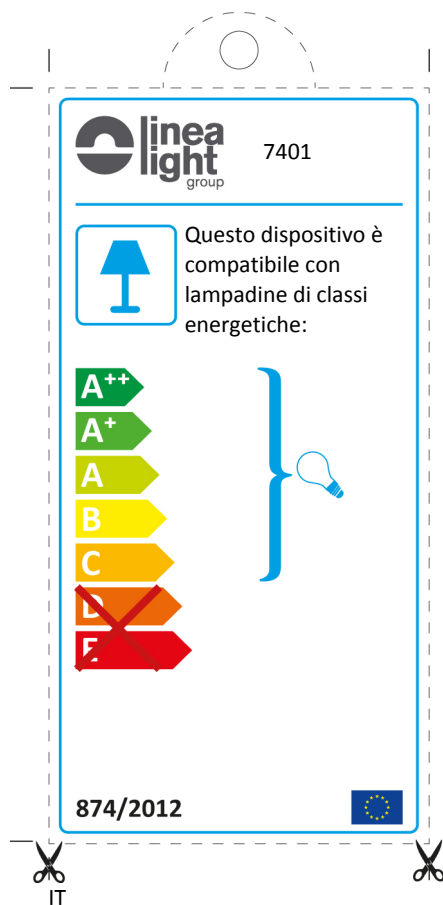 linea
light
group
7401
Questo dispositivo è
compatibile con
lampadine di classi
energetiche:
A++
A+
A
B
C
D
E
874/2012
IT